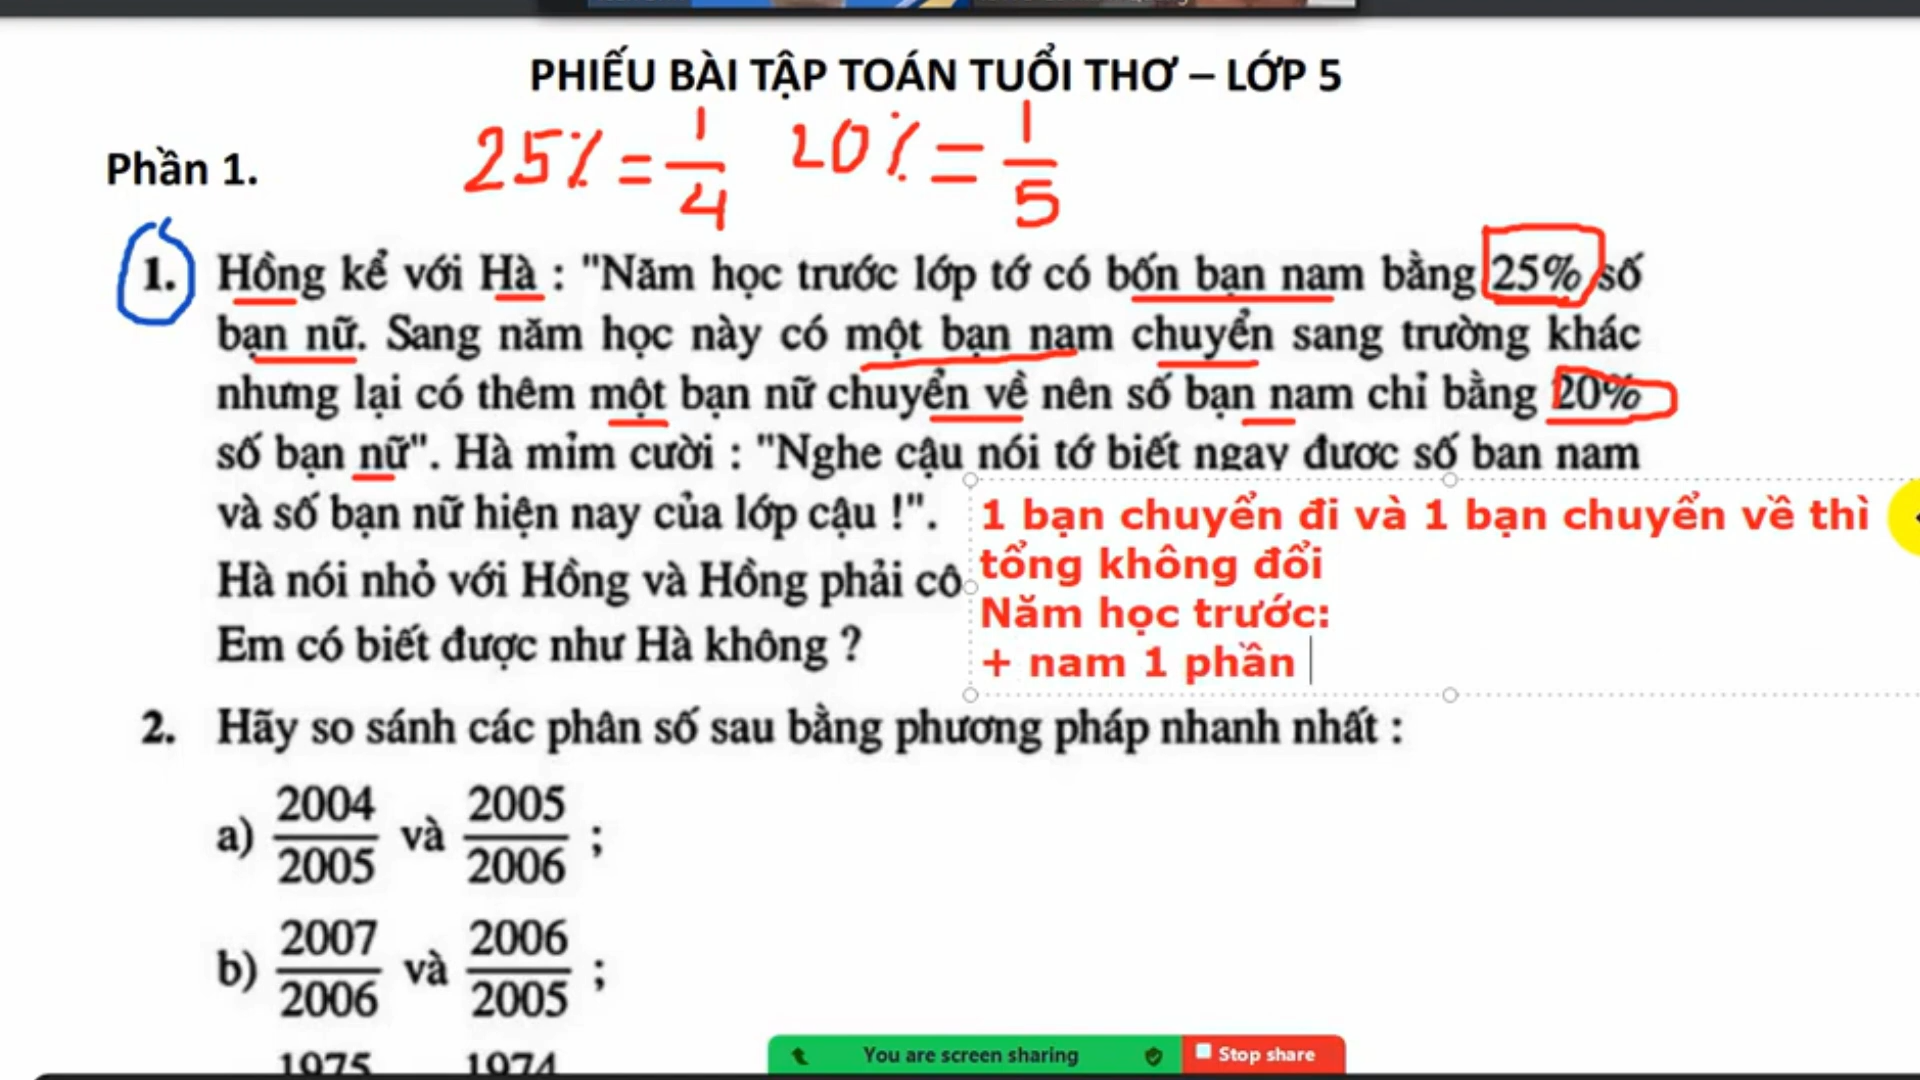 PHIẾU BÀI TẬP TOÁN TUỔI THƠ – LỚP 5
25% = 1/4 20% = 1/5
Phần 1.
1. Hồng kể với Hà : "Năm học trước lớp tớ có bốn bạn nam bằng 25% số
bạn nữ. Sang năm học này có một bạn nam chuyển sang trường khác
nhưng lại có thêm một bạn nữ chuyển về nên số bạn nam chỉ bằng 20%
số bạn nữ". Hà mỉm cười : "Nghe cậu nói tớ biết ngay được số bạn nam
và số bạn nữ hiện nay của lớp cậu !".
1 bạn chuyển đi và 1 bạn chuyển về thì
tổng không đổi
Hà nói nhỏ với Hồng và Hồng phải cô
Năm học trước:
Em có biết được như Hà không ?
+ nam 1 phần
2. Hãy so sánh các phân số sau bằng phương pháp nhanh nhất :
a) 2004/2005 và 2005/2006 ;
b) 2007/2006 và 2006/2005 ;
1975 1974
You are screen sharing
Stop share